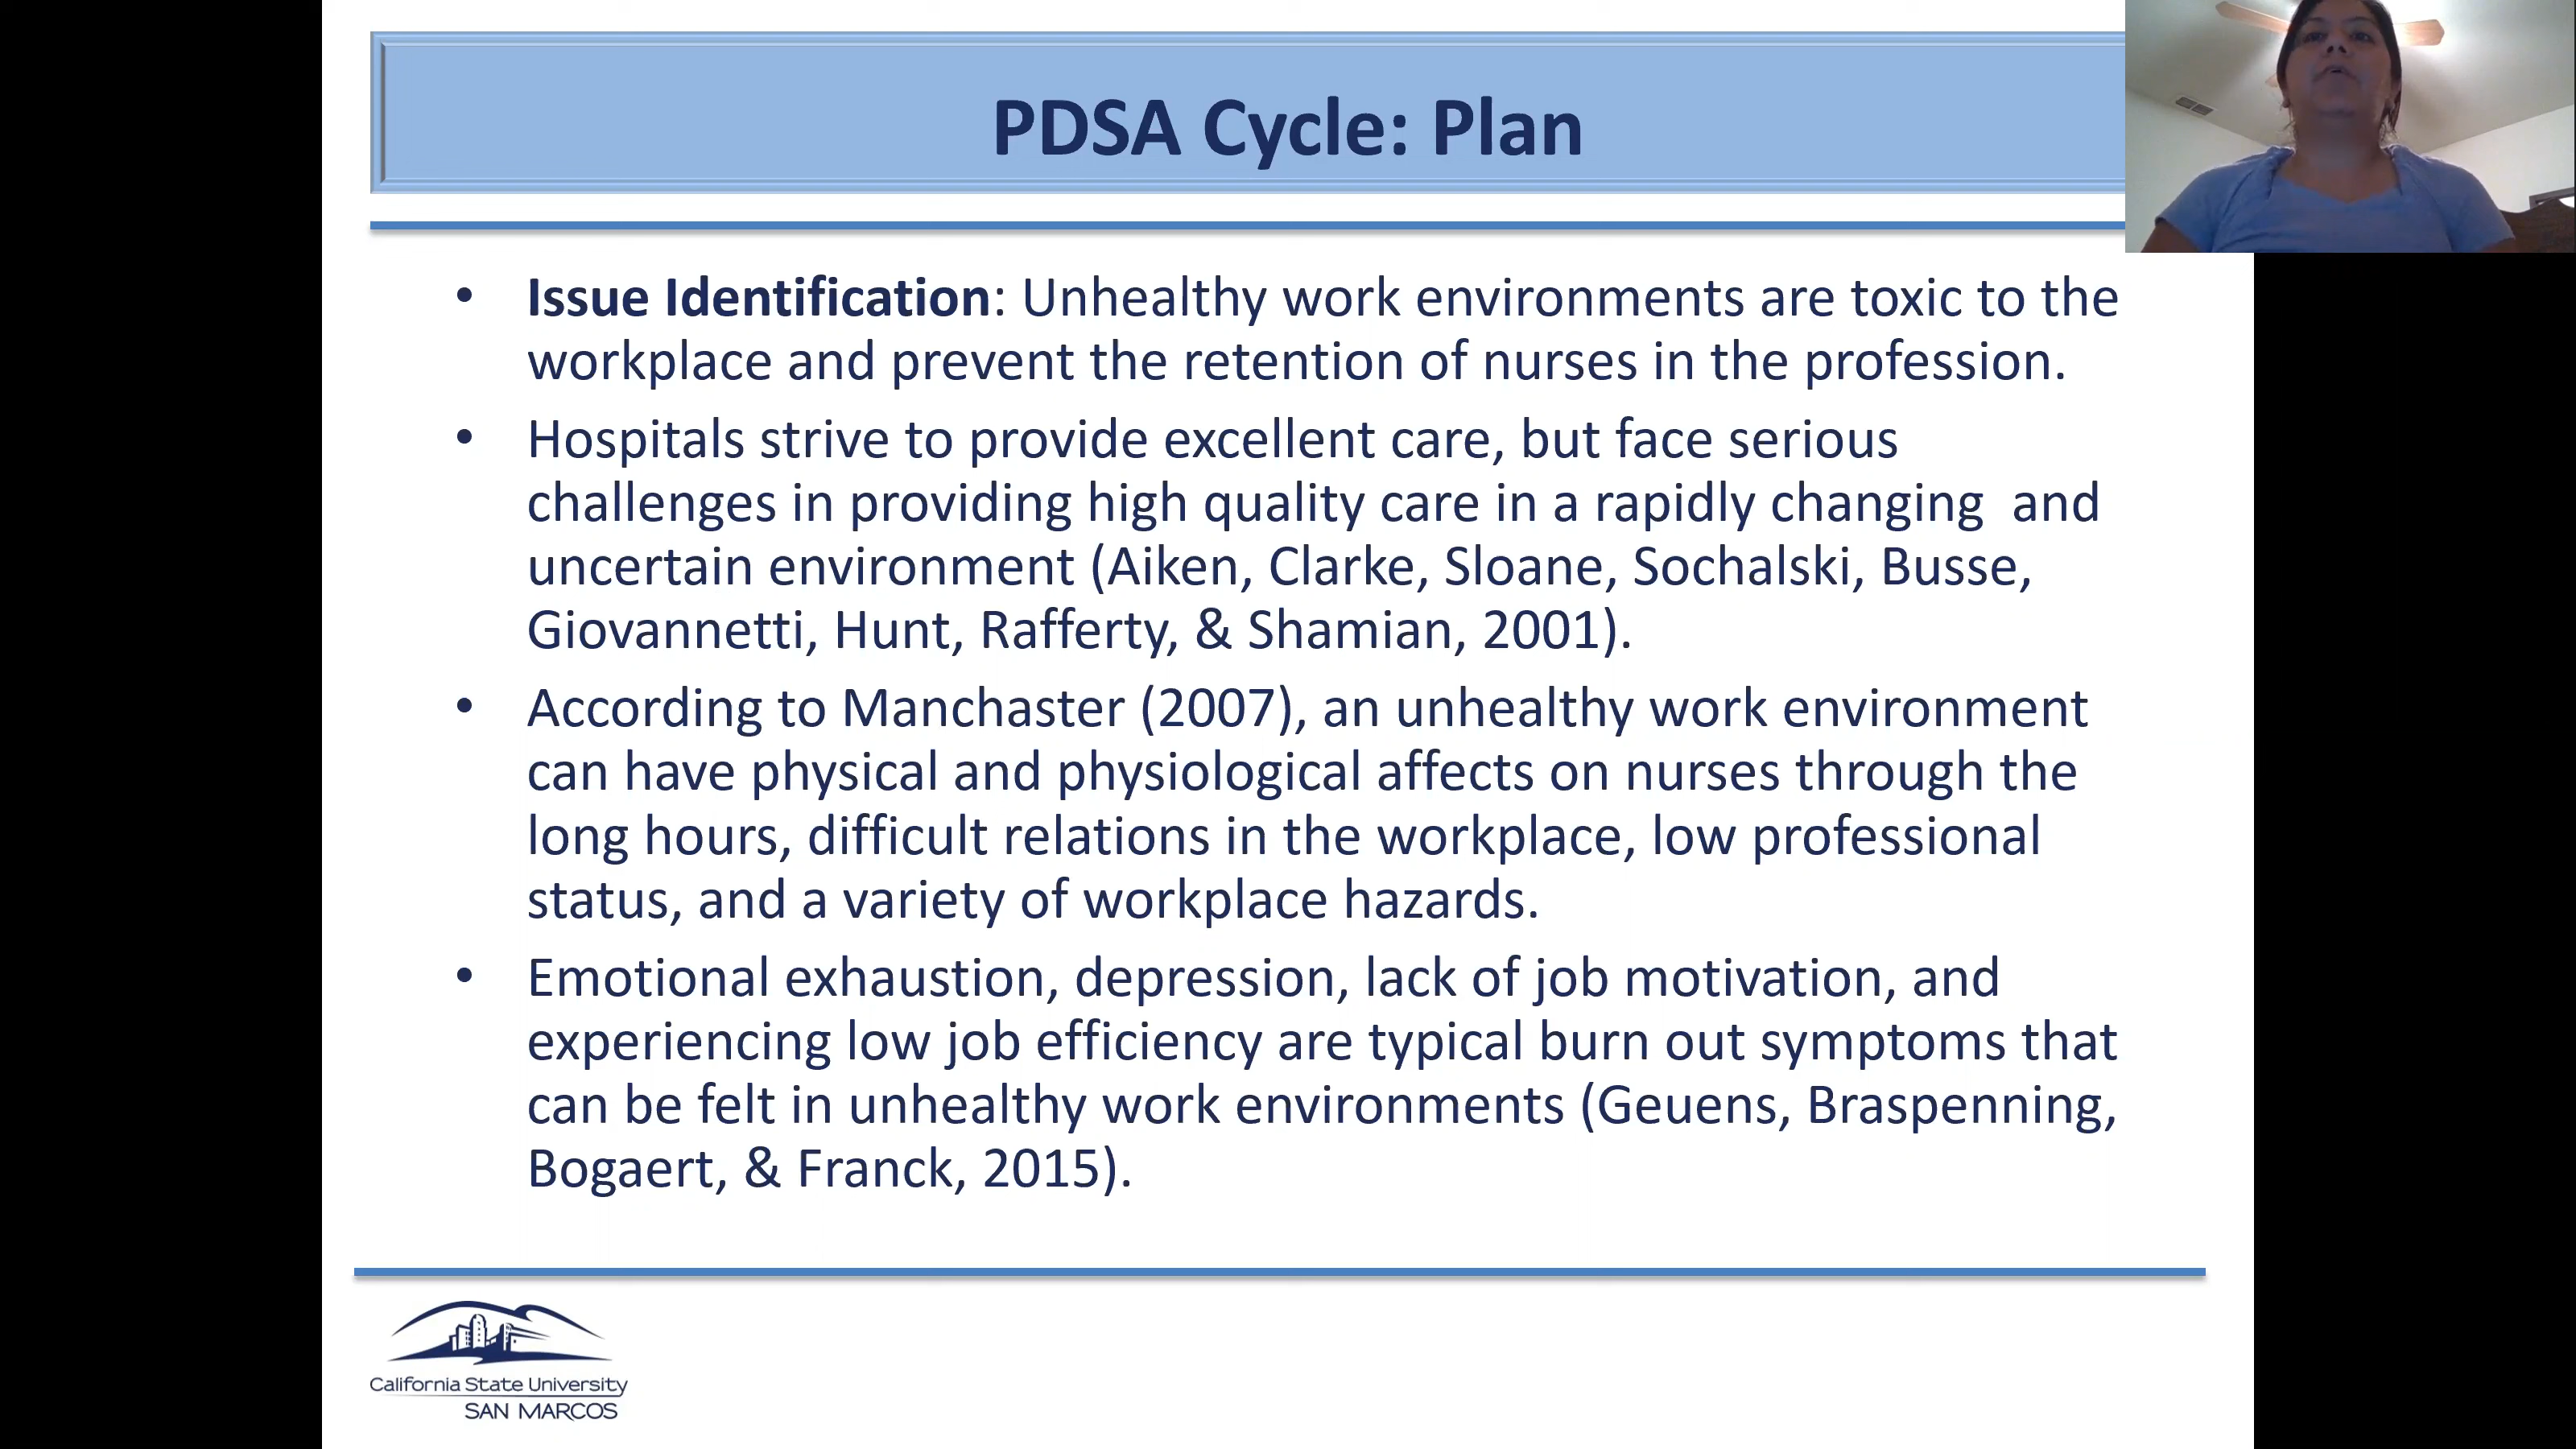 PDSA Cycle: Plan
• Issue Identification: Unhealthy work environments are toxic to the
workplace and prevent the retention of nurses in the profession.
• Hospitals strive to provide excellent care, but face serious
challenges in providing high quality care in a rapidly changing  and
uncertain environment (Aiken, Clarke, Sloane, Sochalski, Busse,
Giovannetti, Hunt, Rafferty, & Shamian, 2001).
• According to Manchaster (2007), an unhealthy work environment
can have physical and physiological affects on nurses through the
long hours, difficult relations in the workplace, low professional
status, and a variety of workplace hazards.
• Emotional exhaustion, depression, lack of job motivation, and
experiencing low job efficiency are typical burn out symptoms that
can be felt in unhealthy work environments (Geuens, Braspenning,
Bogaert, & Franck, 2015).
California State University
SAN MARCOS